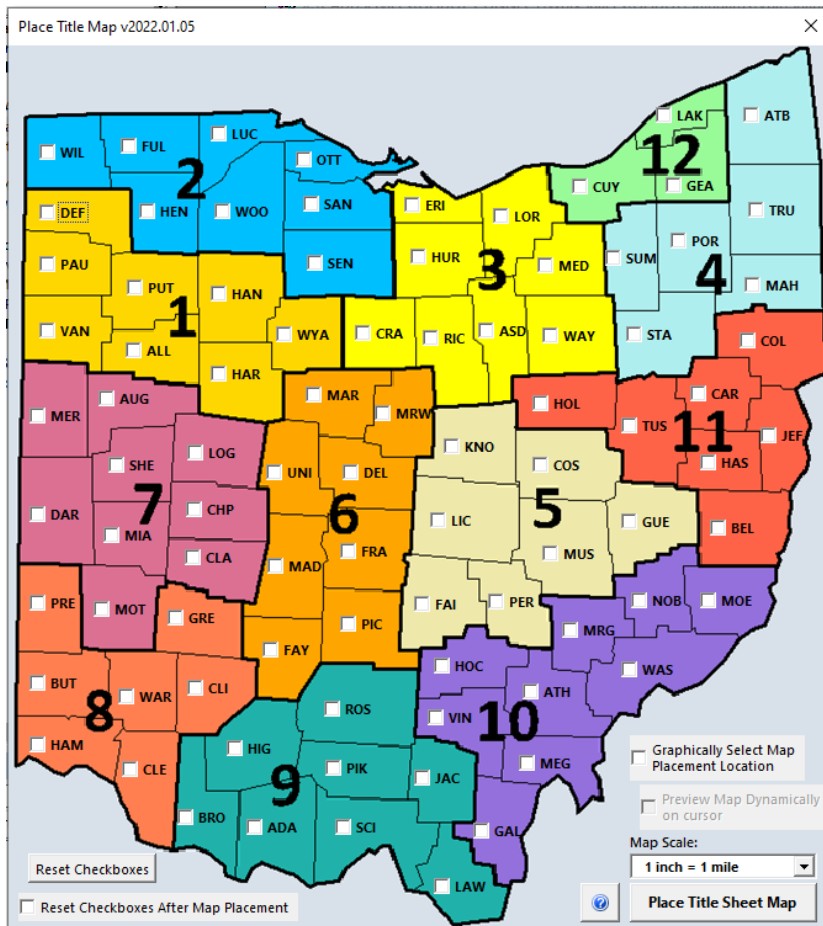 Place Title Map v2022.01.05
LAK
ATB
WIL
FUL
LUC
OTT
2
12
CUY
GEA
DEF
HEN
WOO
SAN
ERI
LOR
TRU
PAU
SEN
HUR
3
MED
SUM
POR
4
PUT
HAN
MAH
VAN
1
ALL
WYA
CRA
RIC
ASD
WAY
STA
COL
HAR
MER
AUG
MAR
MRW
HOL
CAR
TUS
11
JEF
SHE
LOG
UNI
DEL
KNO
COS
HAS
DAR
7
MIA
CHP
6
LIC
5
GUE
BEL
CLA
MAD
FRA
MUS
PRE
MOT
GRE
FAI
PER
NOB
MOE
FAY
PIC
MRG
BUT
WAR
CLI
HOC
WAS
8
ROS
ATH
VIN
10
HAM
CLE
HIG
PIK
JAC
MEG
9
BRO
ADA
SCI
GAL
LAW
Graphically Select Map
Placement Location
Preview Map Dynamically
on cursor
Map Scale:
1 inch = 1 mile
Reset Checkboxes
Reset Checkboxes After Map Placement
?
Place Title Sheet Map